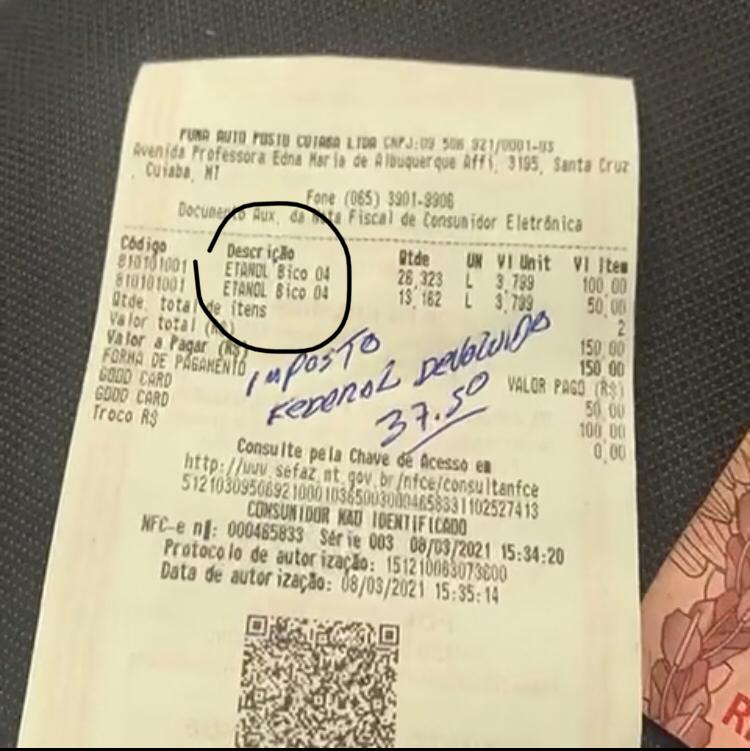 PUMA AUTO POSTO CUIABA LTDA CNPJ:09 506 921/0001-03
Avenida Professora Edna Maria de Albuquerque Affi, 3195, Santa Cruz
, Cuiaba, MT
Fone (065) 3901-9906
Documento Aux. da Nota Fiscal de Consumidor Eletrônica
Código Descrição Qtde UN Vl Unit Vl Item
810101001 ETANOL Bico 04 26,323 L 3,799 100,00
810101001 ETANOL Bico 04 13,162 L 3,799 50,00
Qtde. total de itens 2
Valor total (R$) 150,00
Valor a Pagar (R$) 150,00
FORMA DE PAGAMENTO VALOR PAGO (R$)
GOOD CARD 50,00
GOOD CARD 100,00
Troco R$ 0,00
IMPOSTO
FEDERAL DEVOLVIDO
37.50
Consulte pela Chave de Acesso em
http://www.sefaz.mt.gov.br/nfce/consultanfce
CONSUMIDOR NAO IDENTIFICADO
NFC-e nº: 000465833 Série 003 08/03/2021 15:34:20
Protocolo de autorização:
Data de autorização: 08/03/2021 15:35:14